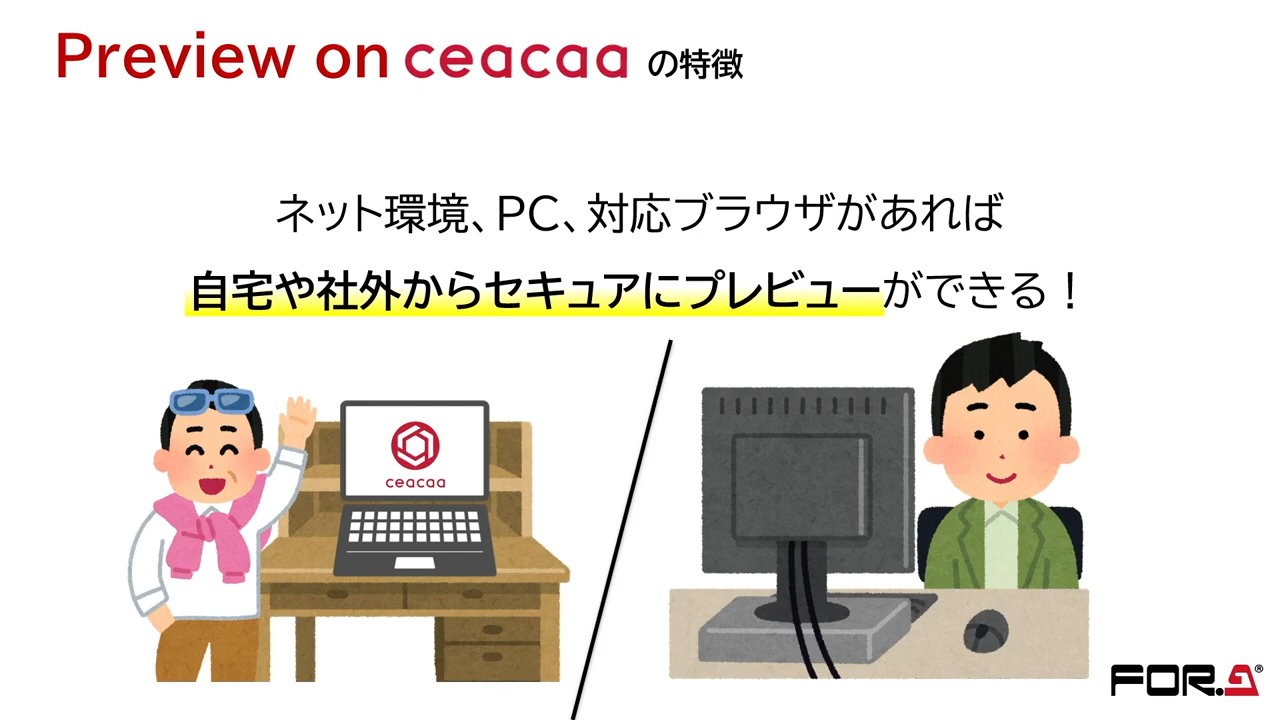 Preview on ceacaa の特徴
ネット環境、PC、対応ブラウザがあれば
自宅や社外からセキュアにプレビューができる！
ceacaa
FOR.A®